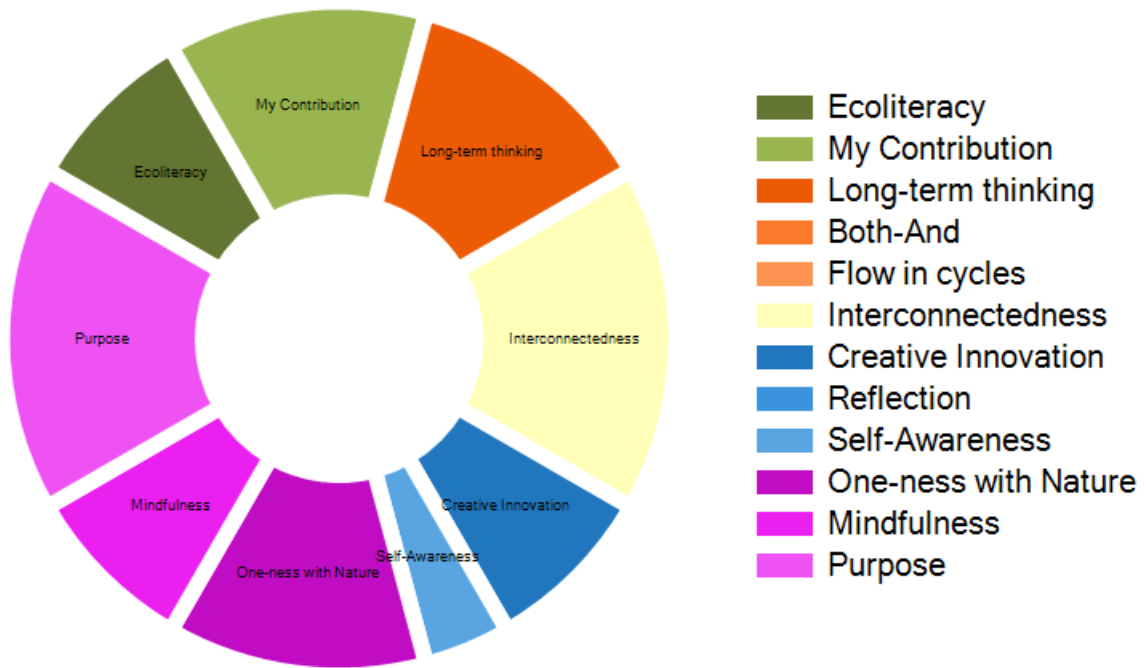 My Contribution
Long-term thinking
Ecoliteracy
Purpose
Interconnectedness
Mindfulness
Creative Innovation
Self-Awareness
One-ness with Nature
Ecoliteracy
My Contribution
Long-term thinking
Both-And
Flow in cycles
Interconnectedness
Creative Innovation
Reflection
Self-Awareness
One-ness with Nature
Mindfulness
Purpose